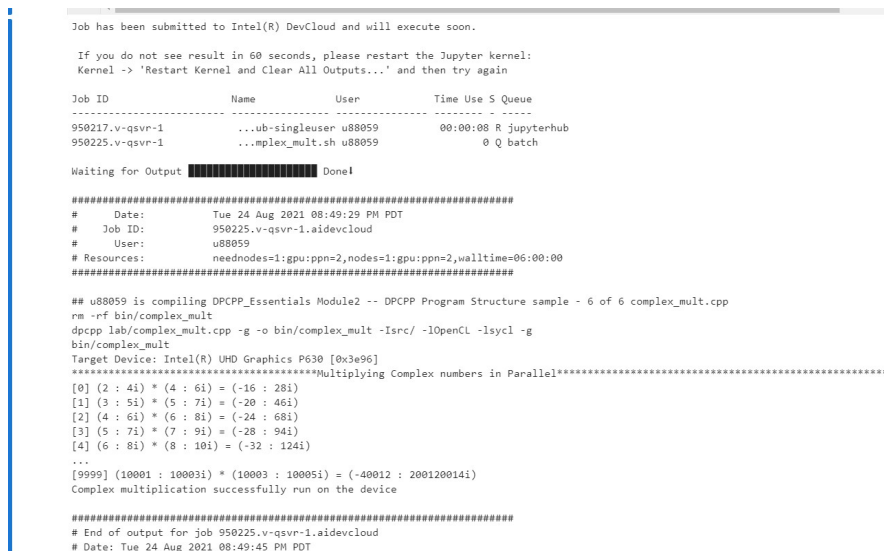 Job has been submitted to Intel(R) DevCloud and will execute soon.
If you do not see result in 60 seconds, please restart the Jupyter kernel:
Kernel -> 'Restart Kernel and Clear All Outputs...' and then try again
Job ID                    Name             User            Time Use S Queue
------------------------- ---------------- --------------- -------- - -----
950217.v-qsvr-1            ...ub-singleuser u88059          00:00:08 R jupyterhub
950225.v-qsvr-1            ...mplex_mult.sh u88059                 0 Q batch
Waiting for Output ████████████████████ Done⬇
########################################################################
#      Date:           Tue 24 Aug 2021 08:49:29 PM PDT
#    Job ID:           950225.v-qsvr-1.aidevcloud
#      User:           u88059
# Resources:           neednodes=1:gpu:ppn=2,nodes=1:gpu:ppn=2,walltime=06:00:00
########################################################################
## u88059 is compiling DPCPP_Essentials Module2 -- DPCPP Program Structure sample - 6 of 6 complex_mult.cpp
rm -rf bin/complex_mult
dpcpp lab/complex_mult.cpp -g -o bin/complex_mult -Isrc/ -lOpenCL -lsycl -g
bin/complex_mult
Target Device: Intel(R) UHD Graphics P630 [0x3e96]
****************************************Multiplying Complex numbers in Parallel*****************************************************
[0] (2 : 4i) * (4 : 6i) = (-16 : 28i)
[1] (3 : 5i) * (5 : 7i) = (-20 : 46i)
[2] (4 : 6i) * (6 : 8i) = (-24 : 68i)
[3] (5 : 7i) * (7 : 9i) = (-28 : 94i)
[4] (6 : 8i) * (8 : 10i) = (-32 : 124i)
...
[9999] (10001 : 10003i) * (10003 : 10005i) = (-40012 : 200120014i)
Complex multiplication successfully run on the device
########################################################################
# End of output for job 950225.v-qsvr-1.aidevcloud
# Date: Tue 24 Aug 2021 08:49:45 PM PDT